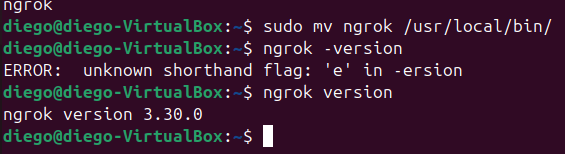 ngrok
diego@diego-VirtualBox:~$ sudo mv ngrok /usr/local/bin/
diego@diego-VirtualBox:~$ ngrok -version
ERROR:  unknown shorthand flag: 'e' in -ersion
diego@diego-VirtualBox:~$ ngrok version
ngrok version 3.30.0
diego@diego-VirtualBox:~$